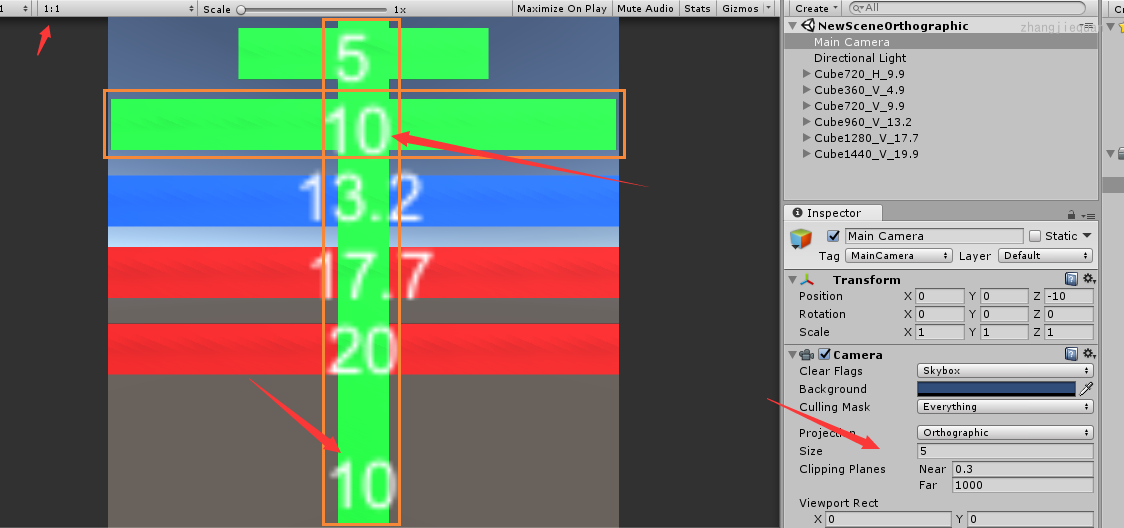 1
1:1
Scale
1x
Maximize On Play
Mute Audio
Stats
Gizmos
Create
All
Cr
NewSceneOrthographic
Main Camera
Directional Light
Cube720_H_9.9
Cube360_V_4.9
Cube720_V_9.9
Cube960_V_13.2
Cube1280_V_17.7
Cube1440_V_19.9
5
10
13.2
17.7
20
10
Inspector
Main Camera
Static
Tag MainCamera Layer Default
Transform
Position X 0 Y 0 Z -10
Rotation X 0 Y 0 Z 0
Scale X 1 Y 1 Z 1
Camera
Clear Flags Skybox
Background
Culling Mask Everything
Projection Orthographic
Size 5
Clipping Planes Near 0.3
Far 1000
Viewport Rect
X 0 Y 0